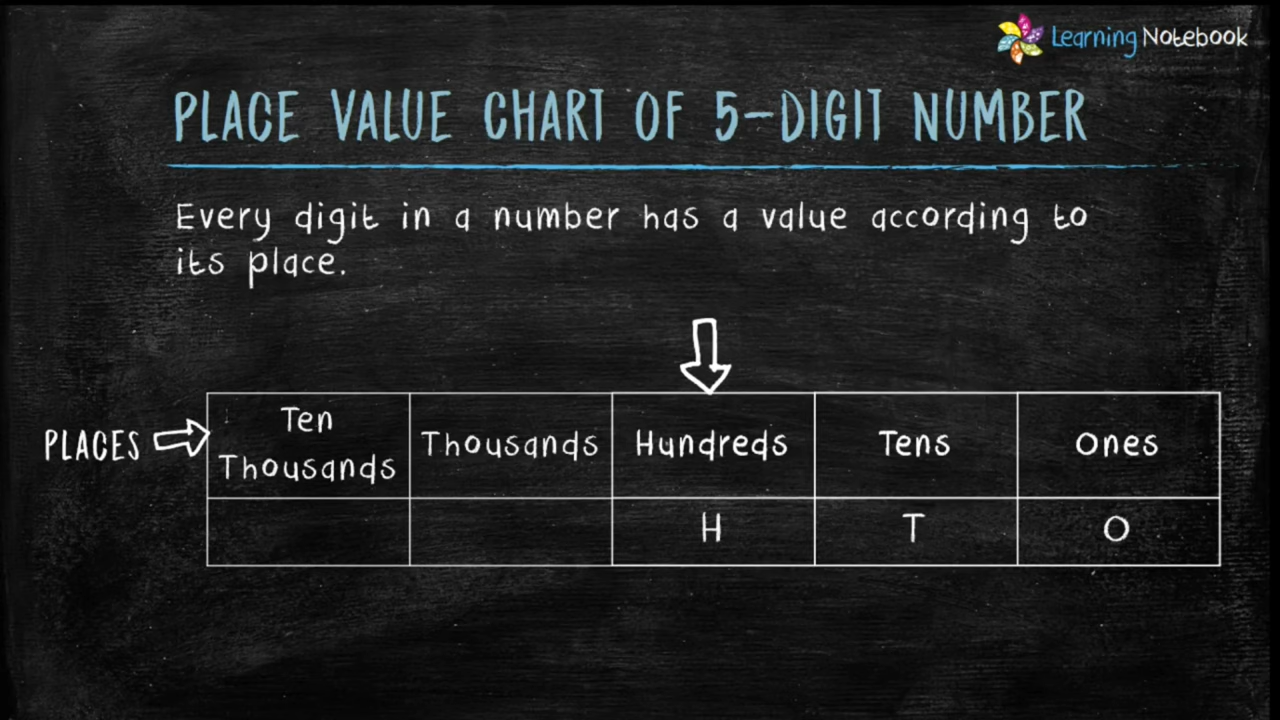 Learning Notebook
PLACE VALUE CHART OF 5-DIGIT NUMBER
Every digit in a number has a value according to
its place.
PLACES
Ten
Thousands
Thousands
Hundreds
Tens
Ones
H
T
O